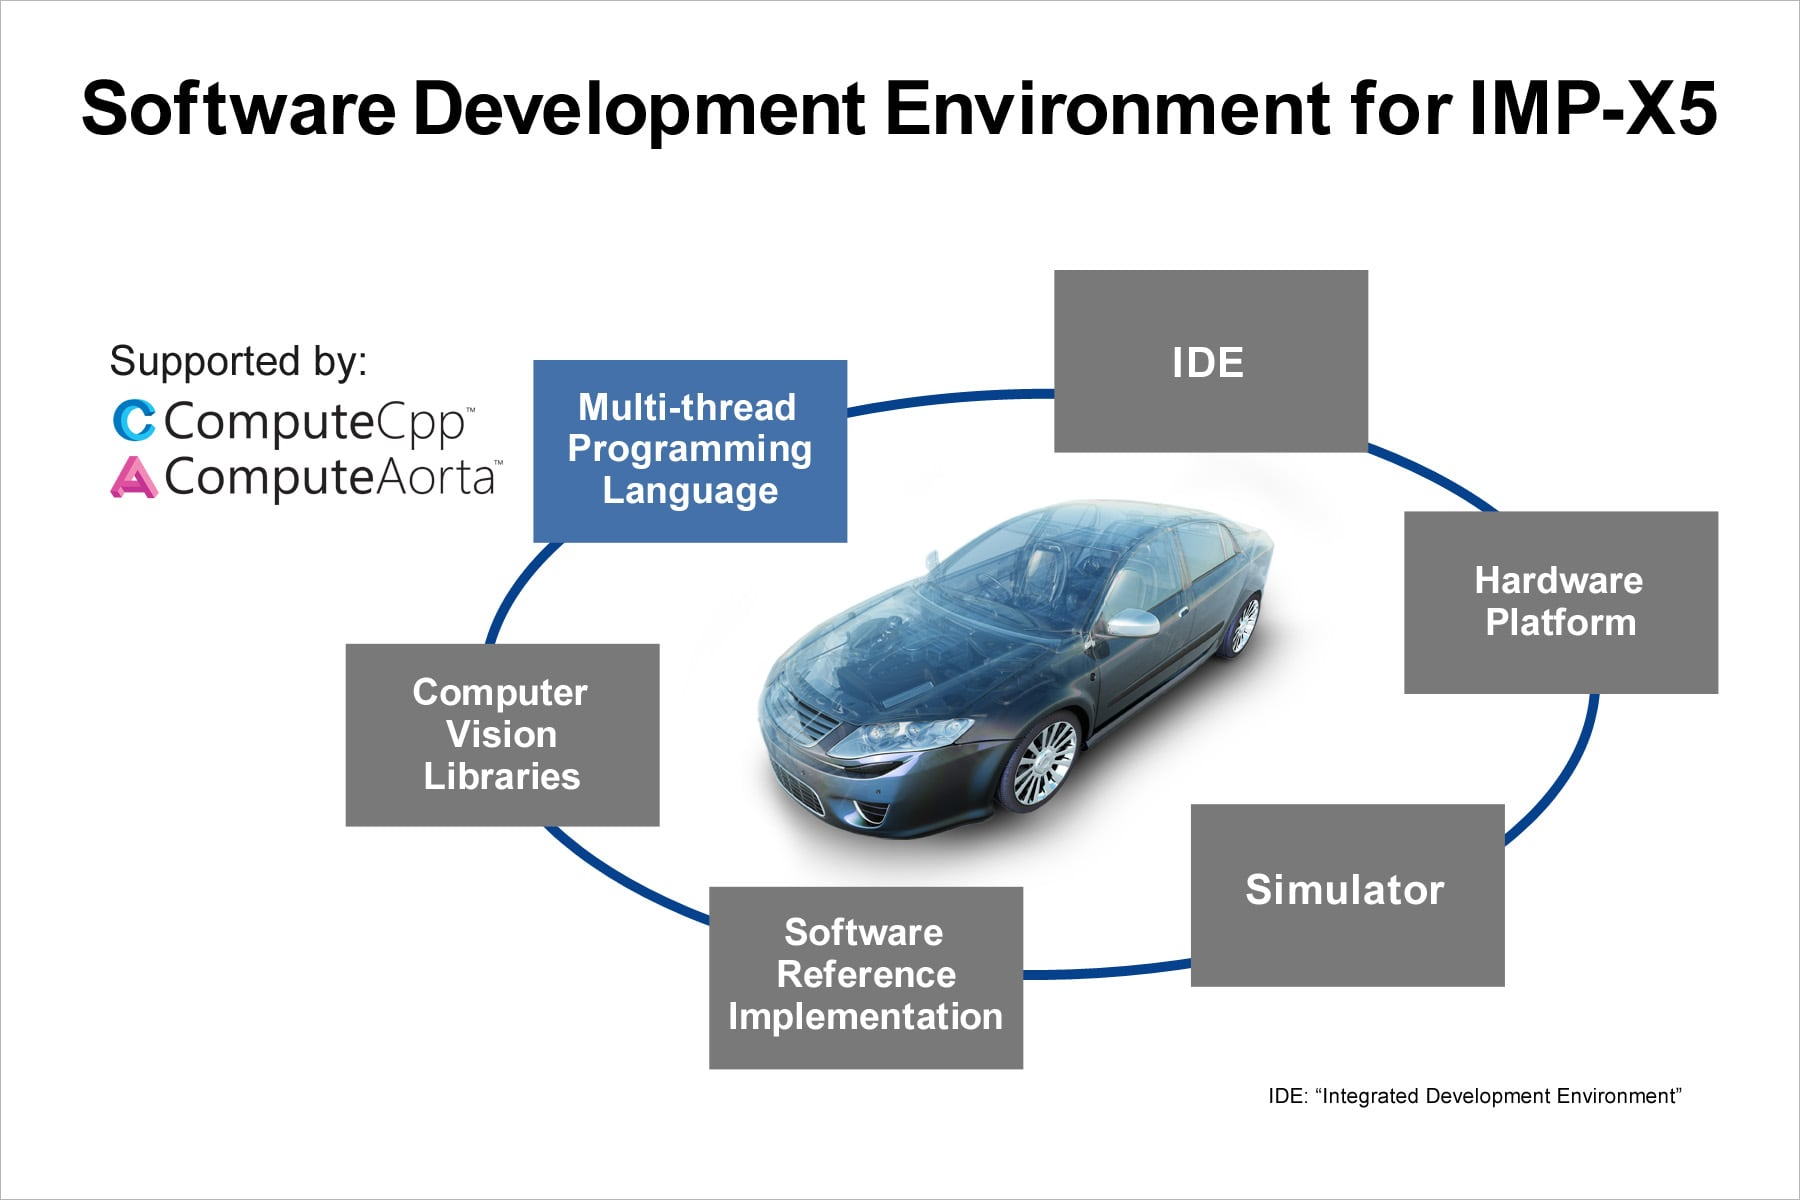 Software Development Environment for IMP-X5
Supported by:
ComputeCpp™
ComputeAorta™
Multi-thread
Programming
Language
IDE
Hardware
Platform
Computer
Vision
Libraries
Simulator
Software
Reference
Implementation
IDE: “Integrated Development Environment”